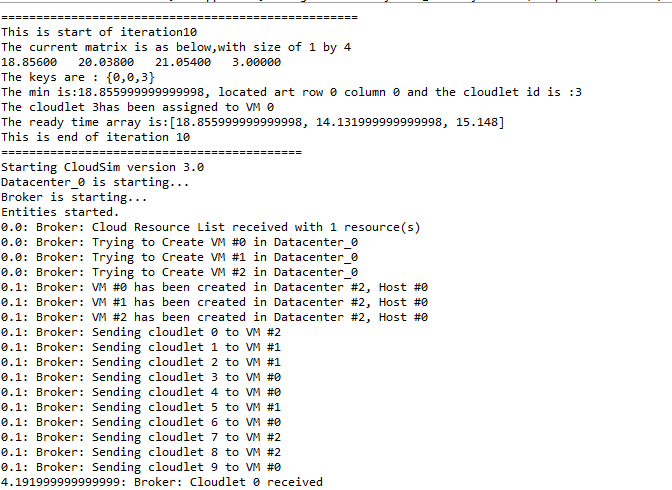 ===================================================
This is start of iteration10
The current matrix is as below,with size of 1 by 4
18.85600   20.03800   21.05400   3.00000
The keys are : {0,0,3}
The min is:18.855999999999998, located art row 0 column 0 and the cloudlet id is :3
The cloudlet 3has been assigned to VM 0
The ready time array is:[18.855999999999998, 14.131999999999998, 15.148]
This is end of iteration 10
===========================================
Starting CloudSim version 3.0
Datacenter_0 is starting...
Broker is starting...
Entities started.
0.0: Broker: Cloud Resource List received with 1 resource(s)
0.0: Broker: Trying to Create VM #0 in Datacenter_0
0.0: Broker: Trying to Create VM #1 in Datacenter_0
0.0: Broker: Trying to Create VM #2 in Datacenter_0
0.1: Broker: VM #0 has been created in Datacenter #2, Host #0
0.1: Broker: VM #1 has been created in Datacenter #2, Host #0
0.1: Broker: VM #2 has been created in Datacenter #2, Host #0
0.1: Broker: Sending cloudlet 0 to VM #2
0.1: Broker: Sending cloudlet 1 to VM #1
0.1: Broker: Sending cloudlet 2 to VM #1
0.1: Broker: Sending cloudlet 3 to VM #0
0.1: Broker: Sending cloudlet 4 to VM #0
0.1: Broker: Sending cloudlet 5 to VM #1
0.1: Broker: Sending cloudlet 6 to VM #0
0.1: Broker: Sending cloudlet 7 to VM #2
0.1: Broker: Sending cloudlet 8 to VM #2
0.1: Broker: Sending cloudlet 9 to VM #0
4.191999999999999: Broker: Cloudlet 0 received